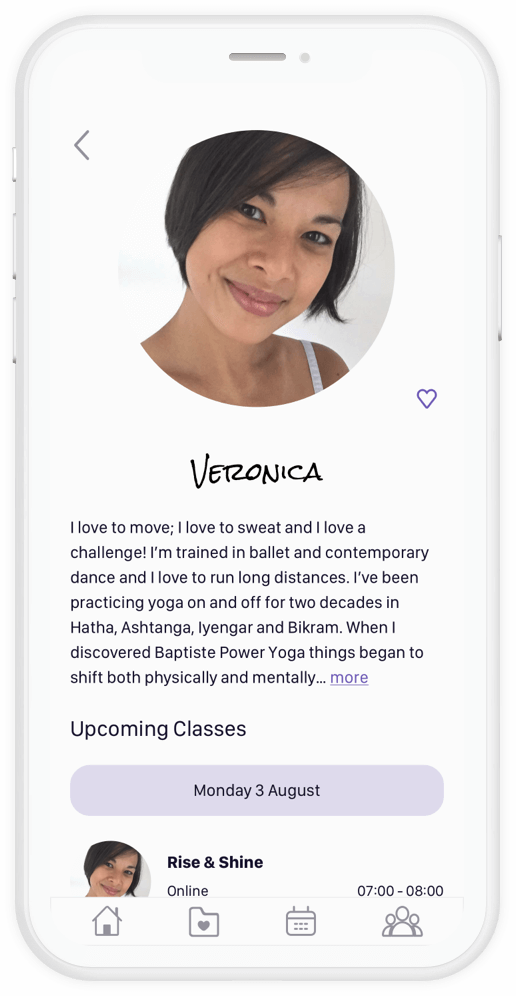 Veronica
I love to move; I love to sweat and I love a
challenge! I’m trained in ballet and contemporary
dance and I love to run long distances. I’ve been
practicing yoga on and off for two decades in
Hatha, Ashtanga, Iyengar and Bikram. When I
discovered Baptiste Power Yoga things began to
shift both physically and mentally... more
Upcoming Classes
Monday 3 August
Rise & Shine
Online 07:00 - 08:00